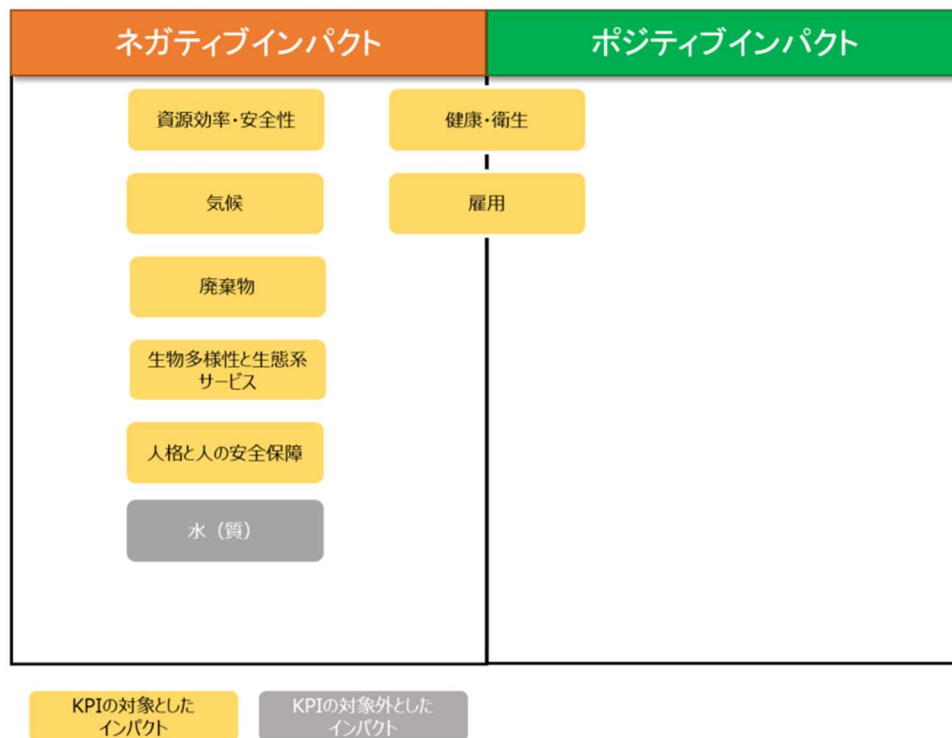 ネガティブインパクト
ポジティブインパクト
資源効率・安全性
健康・衛生
気候
雇用
廃棄物
生物多様性と生態系
サービス
人格と人の安全保障
水（質）
KPIの対象とした
インパクト
KPIの対象外とした
インパクト